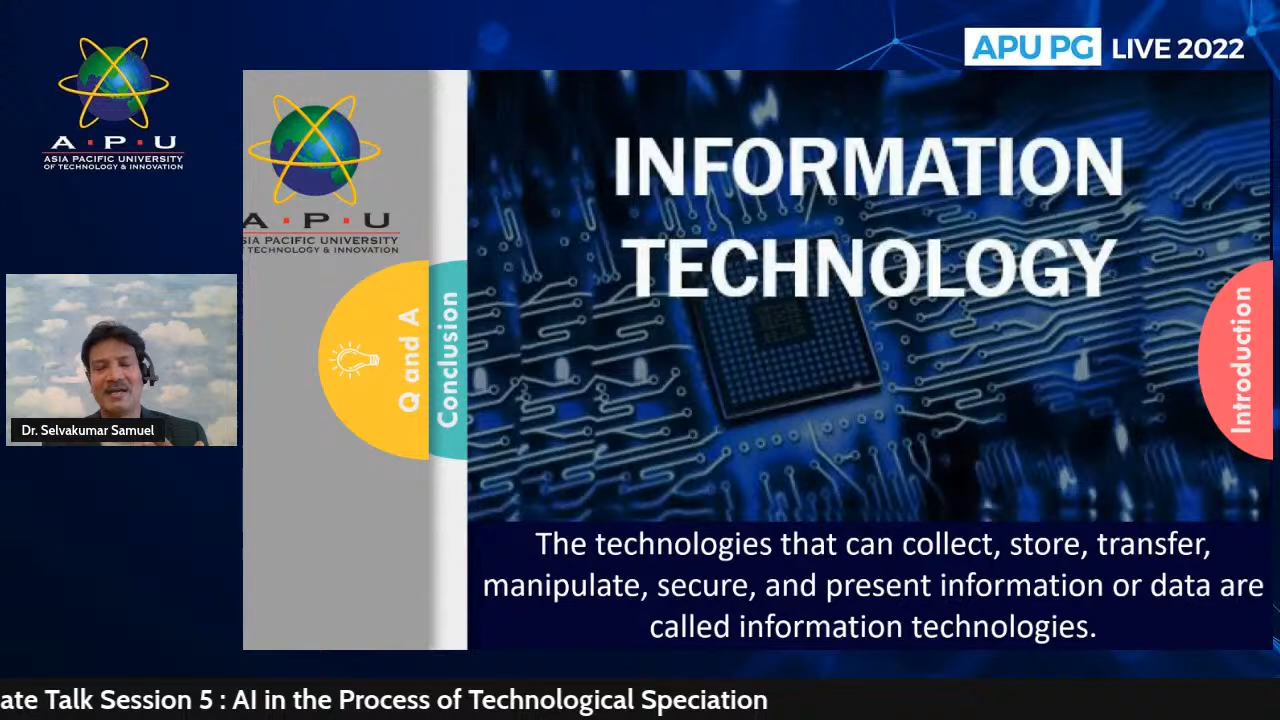 APU PG LIVE 2022
A·P·U
ASIA PACIFIC UNIVERSITY
OF TECHNOLOGY & INNOVATION
A·P·U
SIA PACIFIC UNIVERSITY
TECHNOLOGY & INNOVATION
INFORMATION
TECHNOLOGY
Q and A
Conclusion
Introduction
Dr. Selvakumar Samuel
The technologies that can collect, store, transfer,
manipulate, secure, and present information or data are
called information technologies.
ate Talk Session 5 : AI in the Process of Technological Speciation